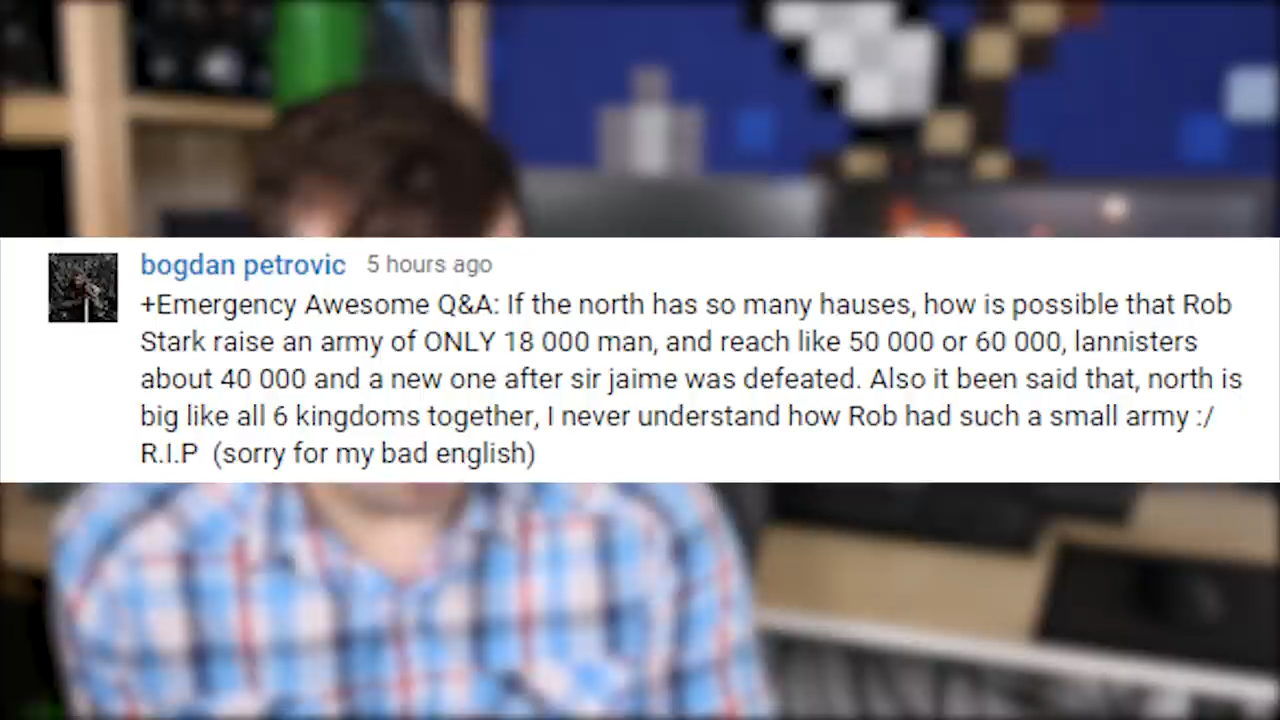 bogdan petrovic 5 hours ago
+Emergency Awesome Q&A: If the north has so many hauses, how is possible that Rob
Stark raise an army of ONLY 18 000 man, and reach like 50 000 or 60 000, lannisters
about 40 000 and a new one after sir jaime was defeated. Also it been said that, north is
big like all 6 kingdoms together, I never understand how Rob had such a small army :/
R.I.P (sorry for my bad english)